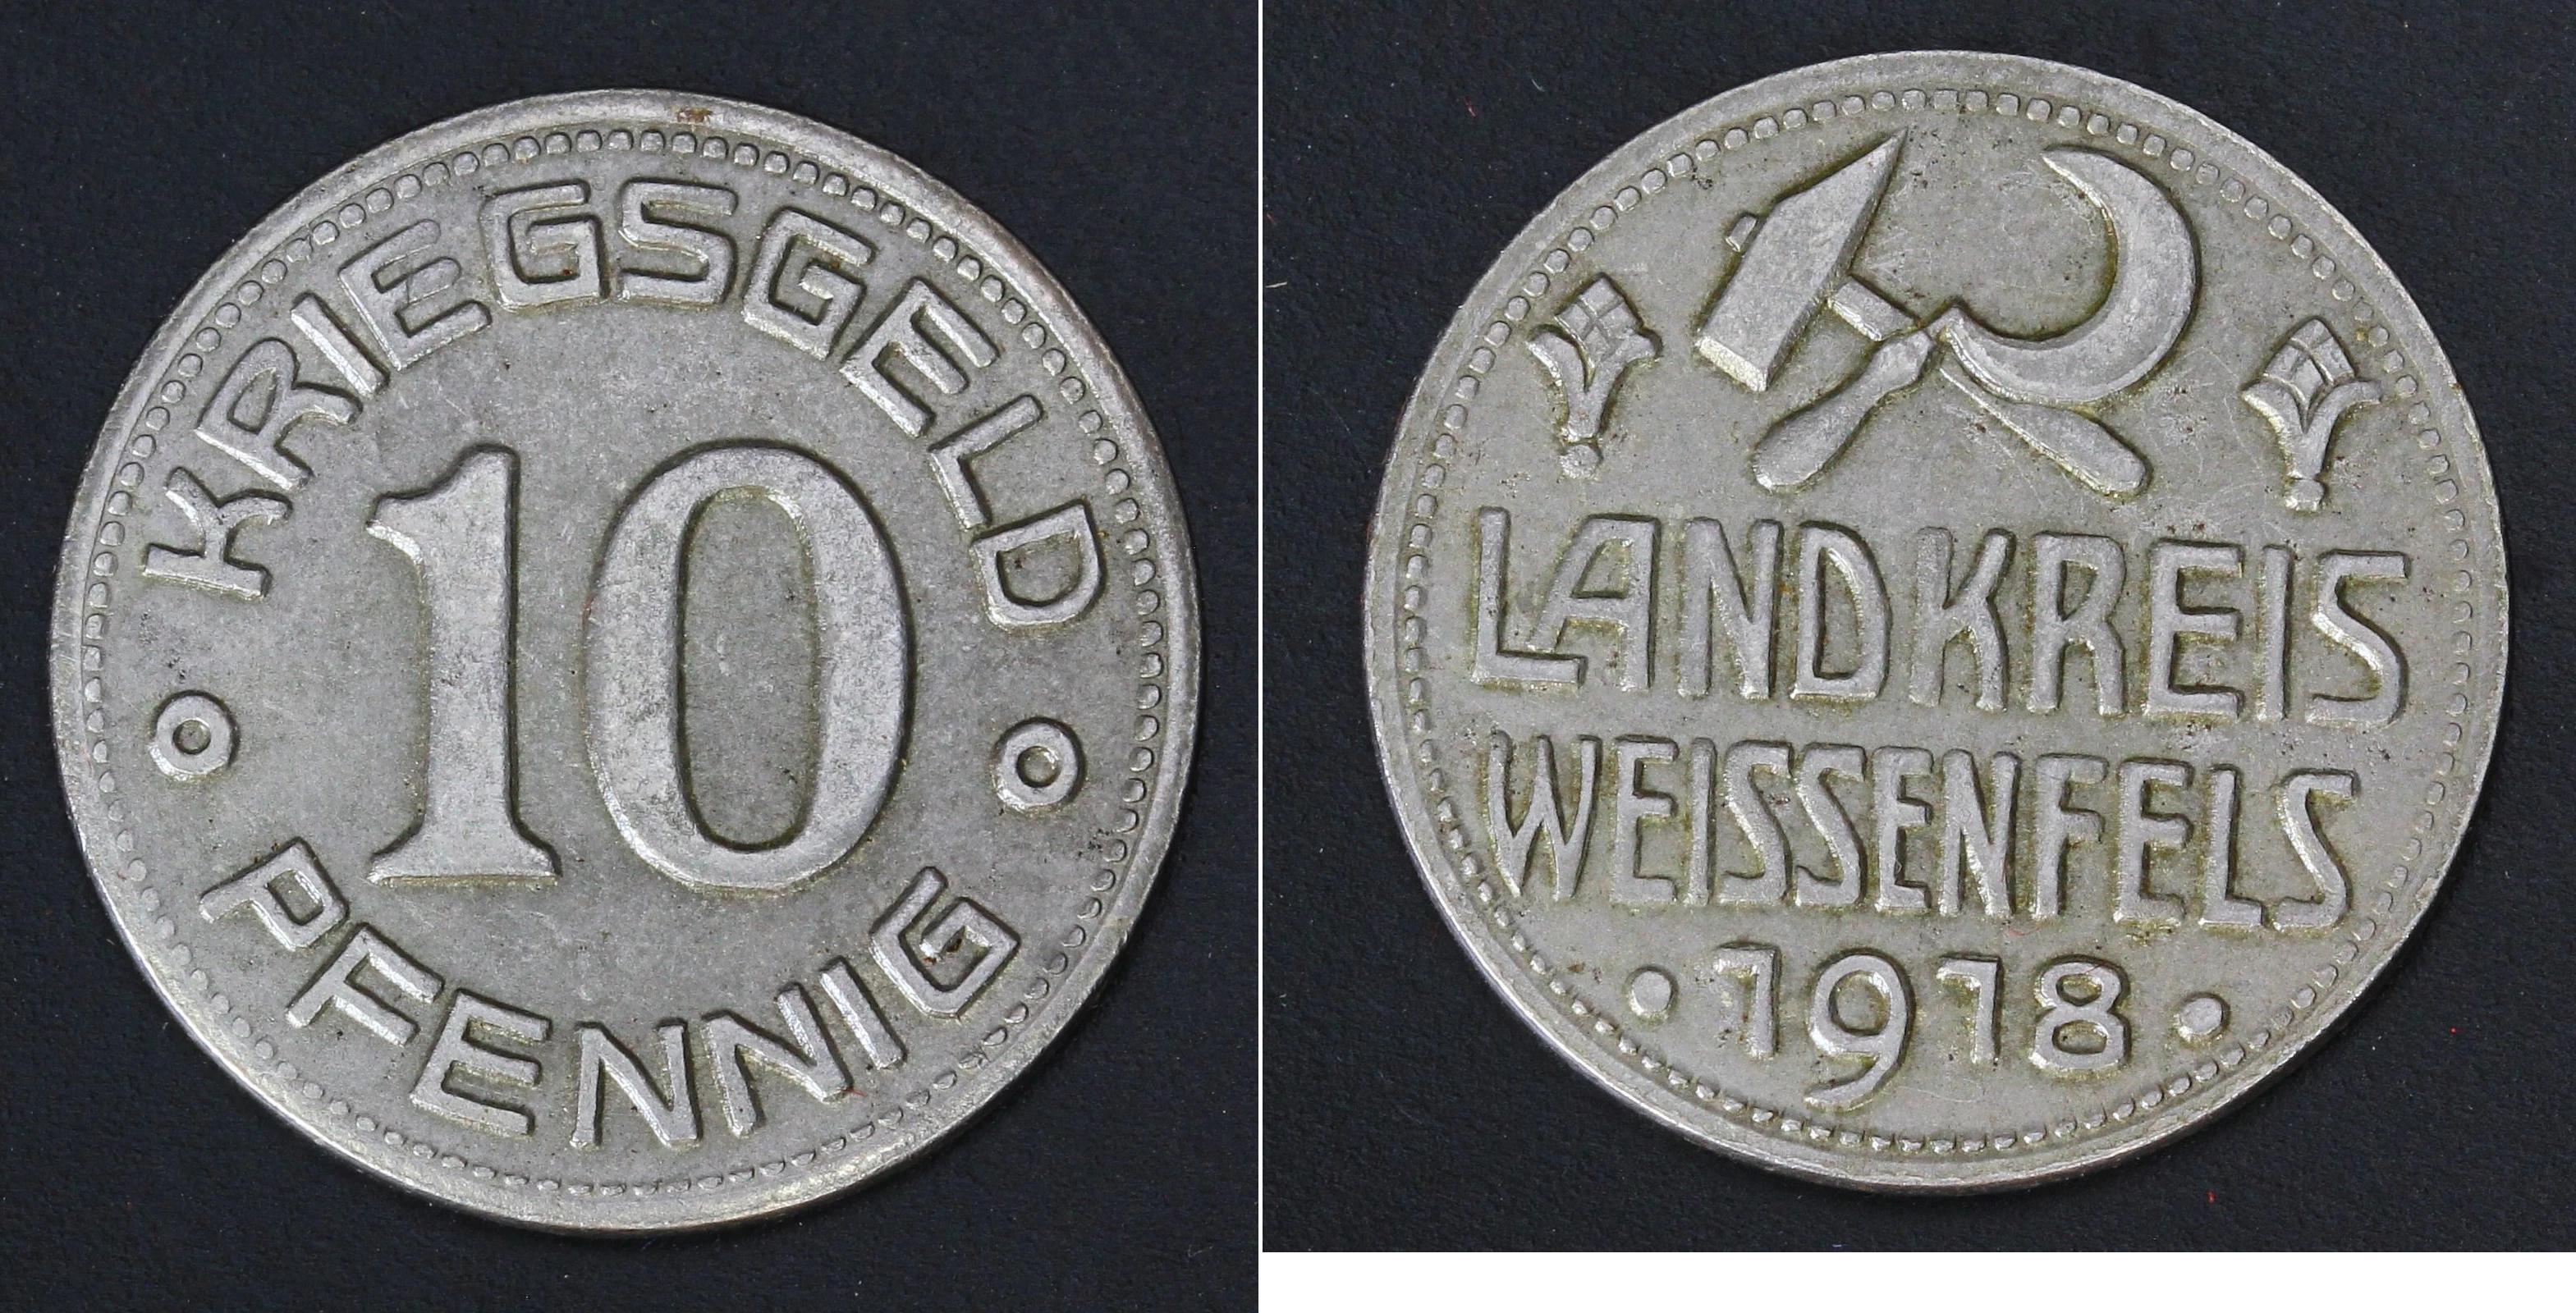 KRIEGSGELD
10
PFENNIG
LANDKREIS
WEISSENFELS
• 1918 •